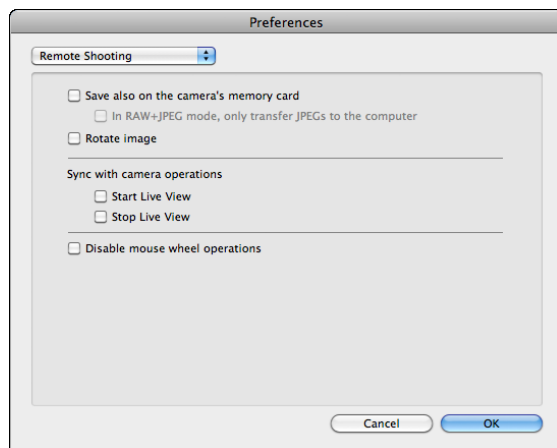 Preferences
Remote Shooting
Save also on the camera's memory card
In RAW+JPEG mode, only transfer JPEGs to the computer
Rotate image
Sync with camera operations
Start Live View
Stop Live View
Disable mouse wheel operations
Cancel OK